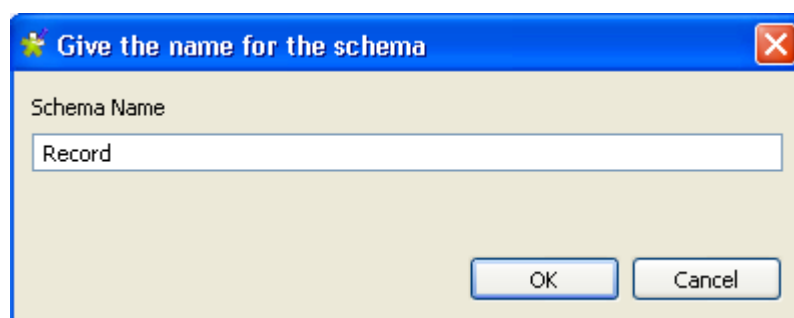 Give the name for the schema
Schema Name
Record
OK
Cancel